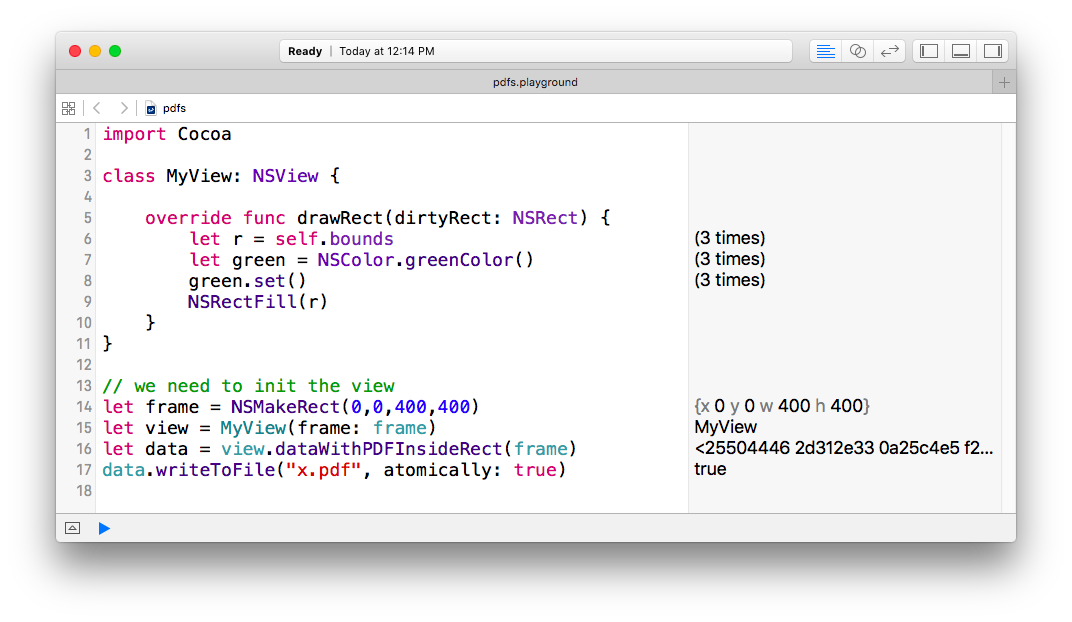 Ready | Today at 12:14 PM
pdfs.playground
pdfs
1 import Cocoa
2
3 class MyView: NSView {
4
5     override func drawRect(dirtyRect: NSRect) {
6         let r = self.bounds (3 times)
7         let green = NSColor.greenColor() (3 times)
8         green.set() (3 times)
9         NSRectFill(r)
10     }
11 }
12
13 // we need to init the view
14 let frame = NSMakeRect(0,0,400,400) {x 0 y 0 w 400 h 400}
15 let view = MyView(frame: frame) MyView
16 let data = view.dataWithPDFInsideRect(frame) <25504446 2d312e33 0a25c4e5 f2...
17 data.writeToFile("x.pdf", atomically: true) true
18